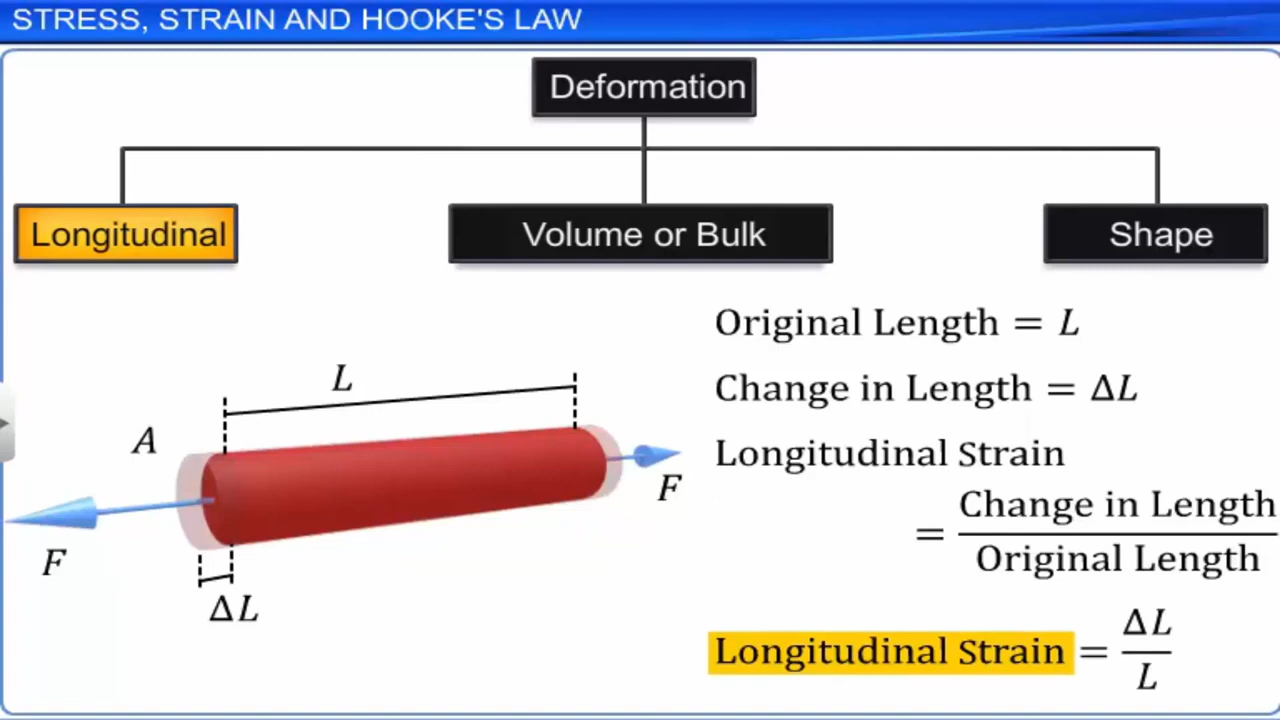 STRESS, STRAIN AND HOOKE'S LAW
Deformation
Longitudinal
Volume or Bulk
Shape
Original Length = L
Change in Length = ΔL
Longitudinal Strain
= Change in Length
Original Length
Longitudinal Strain = ΔL
L
L
A
F
F
ΔL